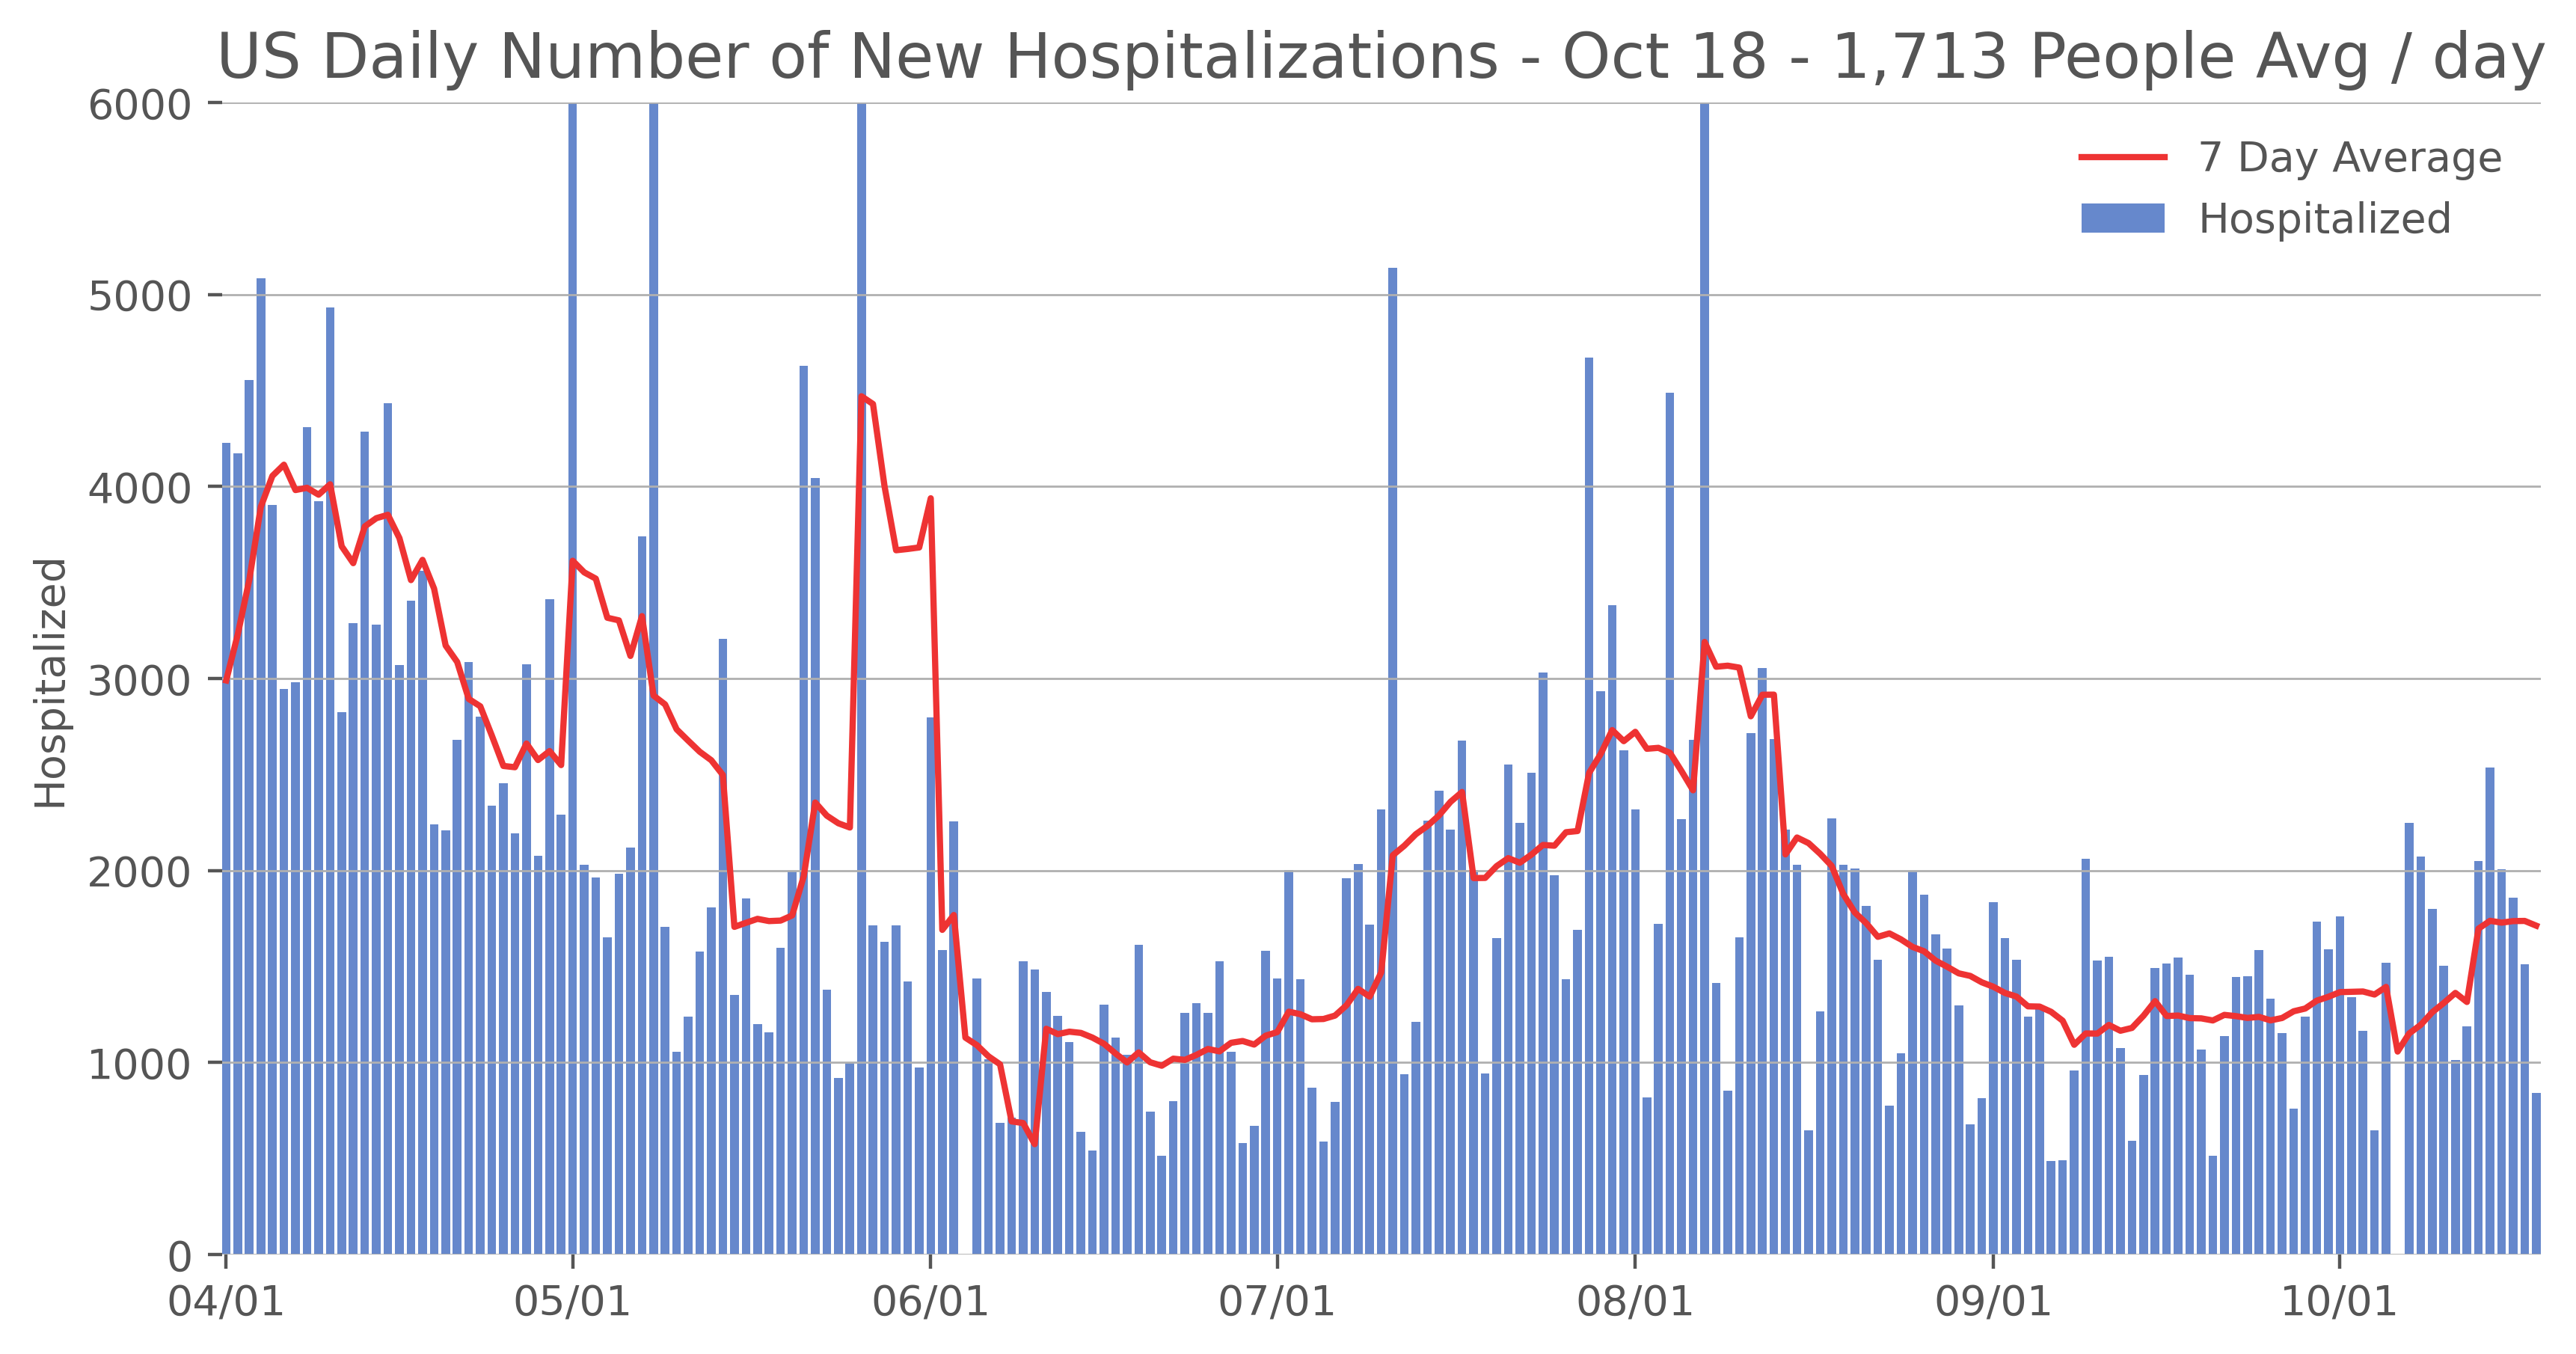 US Daily Number of New Hospitalizations - Oct 18 - 1,713 People Avg / day
6000
5000
4000
3000
2000
1000
0
Hospitalized
7 Day Average
Hospitalized
04/01 05/01 06/01 07/01 08/01 09/01 10/01